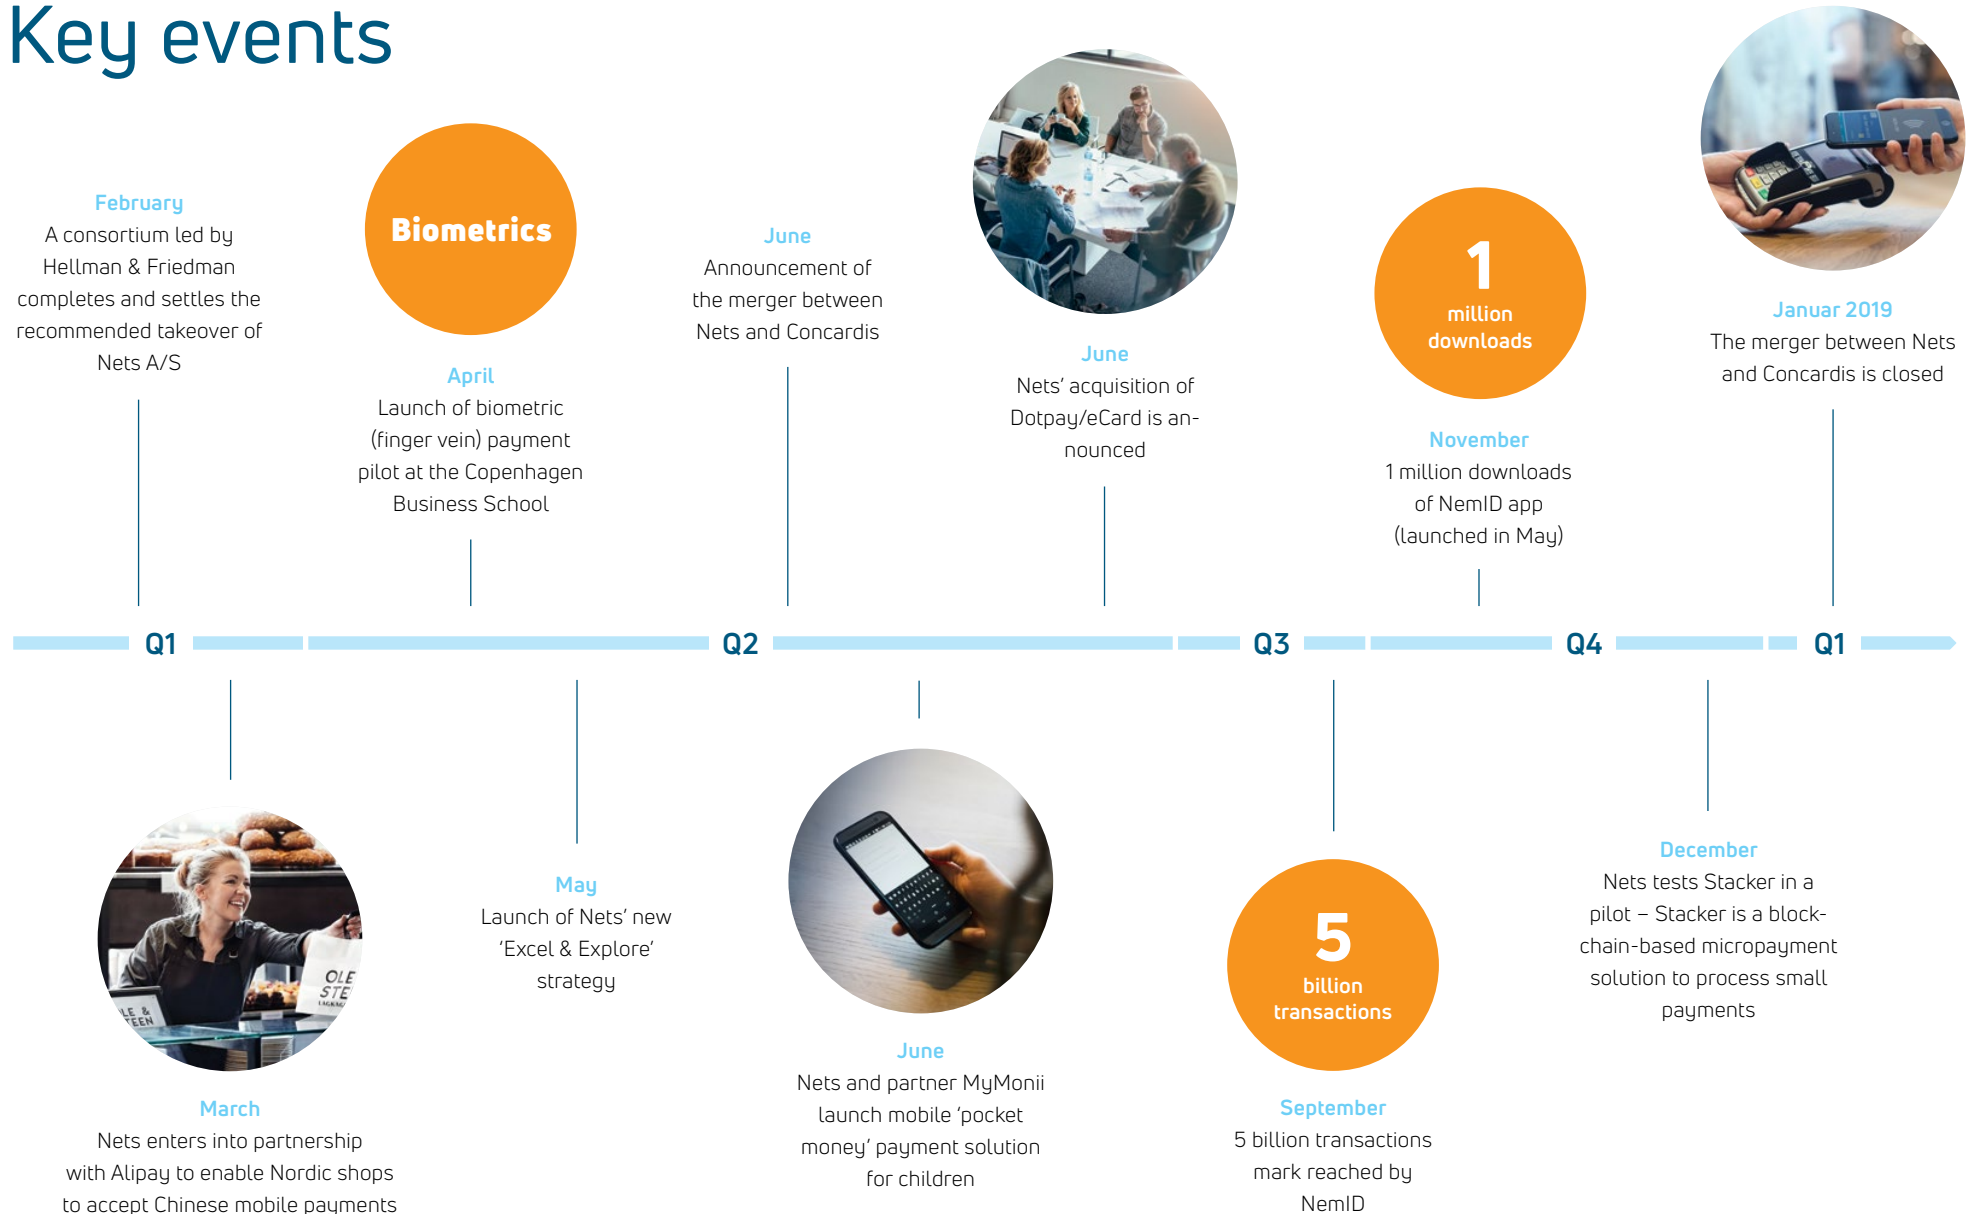 Key events
February
A consortium led by
Hellman & Friedman
completes and settles the
recommended takeover of
Nets A/S
Biometrics
April
Launch of biometric
(finger vein) payment
pilot at the Copenhagen
Business School
June
Announcement of
the merger between
Nets and Concardis
June
Nets’ acquisition of
Dotpay/eCard is an-
nounced
1
million
downloads
November
1 million downloads
of NemID app
(launched in May)
Januar 2019
The merger between Nets
and Concardis is closed
Q1
Q2
Q3
Q4
Q1
OLE
STE
LE &
TEEN
March
Nets enters into partnership
with Alipay to enable Nordic shops
to accept Chinese mobile payments
May
Launch of Nets’ new
‘Excel & Explore’
strategy
June
Nets and partner MyMonii
launch mobile ‘pocket
money’ payment solution
for children
5
billion
transactions
September
5 billion transactions
mark reached by
NemID
December
Nets tests Stacker in a
pilot – Stacker is a block-
chain-based micropayment
solution to process small
payments